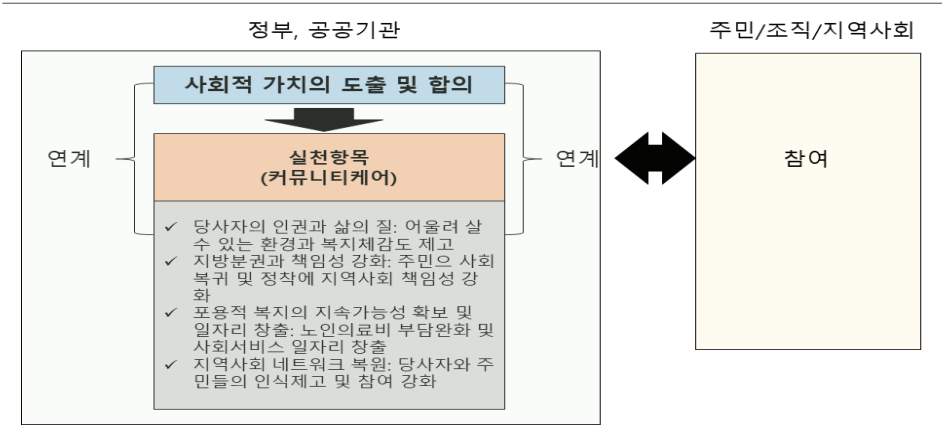 정부, 공공기관
주민/조직/지역사회
사회적 가치의 도출 및 합의
연계
실천항목
(커뮤니티케어)
연계
참여
✓ 당사자의 인권과 삶의 질: 어울려 살
수 있는 환경과 복지체감도 제고
✓ 지방분권과 책임성 강화: 주민으 사회
복귀 및 정착에 지역사회 책임성 강
화
✓ 포용적 복지의 지속가능성 확보 및
일자리 창출: 노인의료비 부담완화 및
사회서비스 일자리 창출
✓ 지역사회 네트워크 복원: 당사자와 주
민들의 인식제고 및 참여 강화